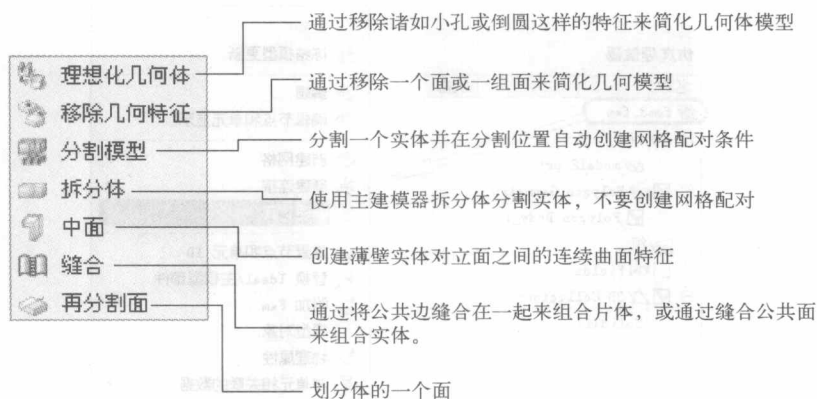 通过移除诸如小孔或倒圆这样的特征来简化几何体模型
理想化几何体
通过移除一个面或一组面来简化几何模型
移除几何特征
分割一个实体并在分割位置自动创建网格配对条件
分割模型
使用主建模器拆分体分割实体，不要创建网格配对
拆分体
中面
创建薄壁实体对立面之间的连续曲面特征
缝合
通过将公共边缝合在一起来组合片体，或通过缝合公共面
来组合实体。
再分割面
划分体的一个面